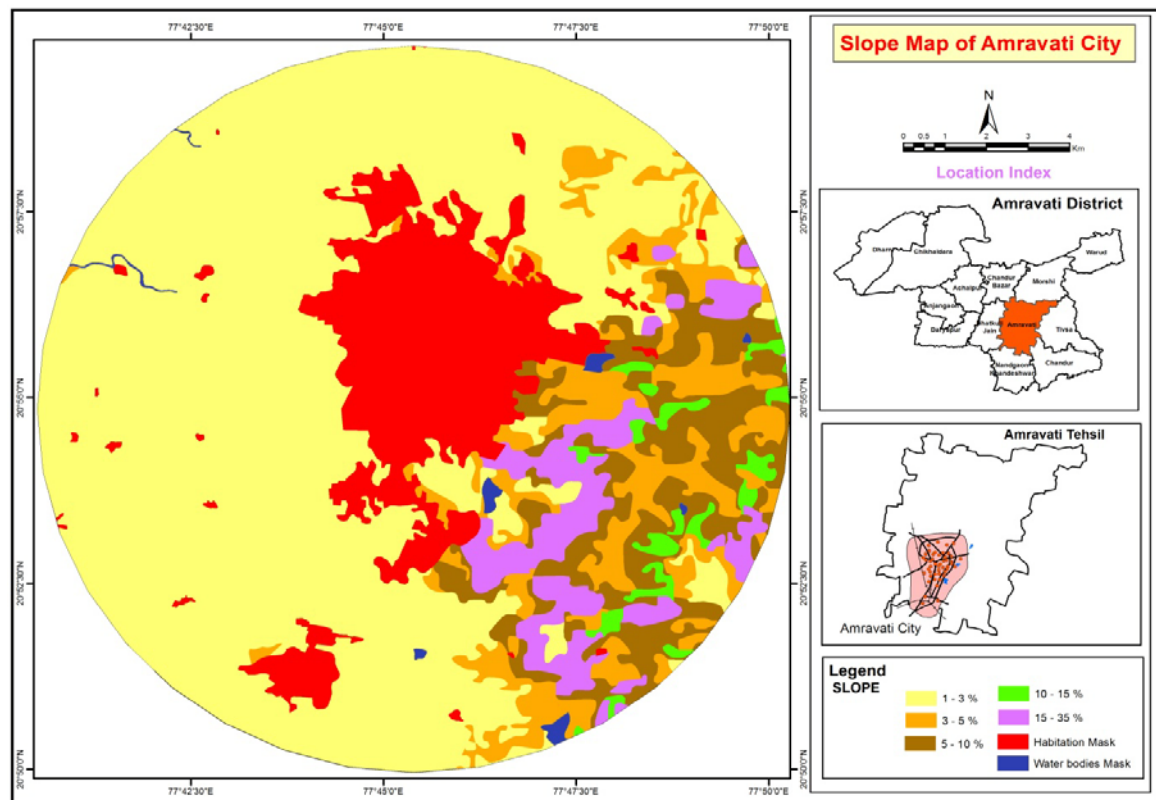 77°42'30"E 77°45'0"E 77°47'30"E 77°50'0"E
20°57'30"N 20°57'30"N
20°55'0"N 20°55'0"N
20°52'30"N 20°52'30"N
20°50'0"N 20°50'0"N
77°42'30"E 77°45'0"E 77°47'30"E 77°50'0"E
Slope Map of Amravati City
N
0 0.5 1 2 3 4
Km
Location Index
Amravati District
Dharni
Chikhaldara
Warud
Chandur
Bazar
Morshi
Achalpur
Anjangaon
Amravati
Daryapur
Bhatkuli
Jain
Tivsa
Nandgaon
Khandeshwar
Chandur
Amravati Tehsil
Amravati City
Legend
SLOPE
1 - 3 %
3 - 5 %
5 - 10 %
10 - 15 %
15 - 35 %
Habitation Mask
Water bodies Mask